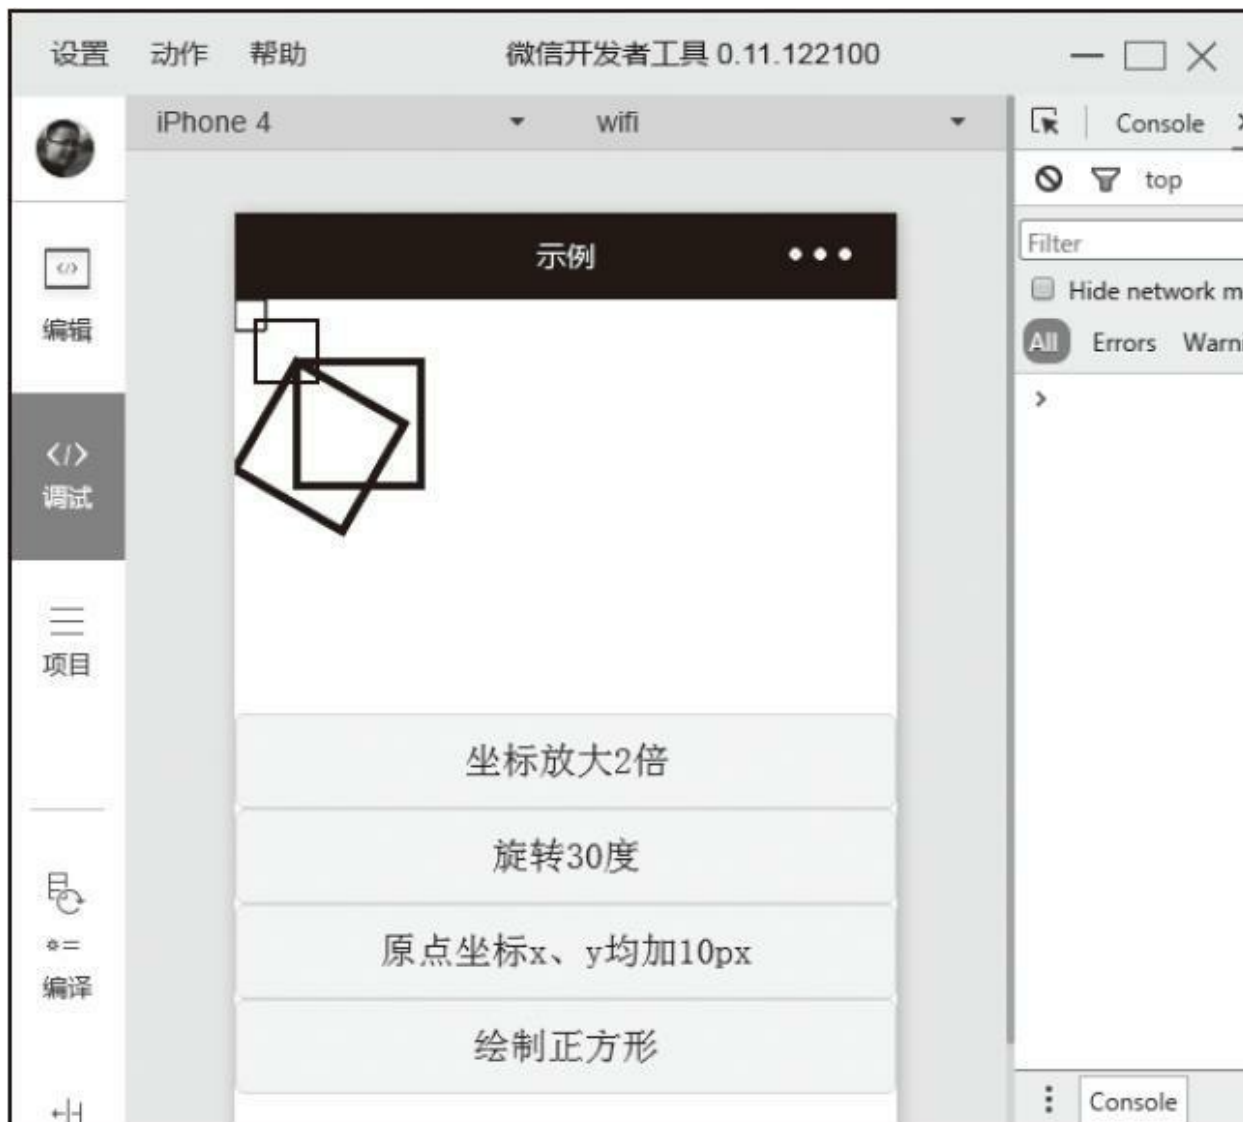 设置 动作 帮助 微信开发者工具 0.11.122100
iPhone 4 wifi
Console
top
Filter
Hide network m
All Errors Warni
示例
编辑
调试
项目
编译
坐标放大2倍
旋转30度
原点坐标x、y均加10px
绘制正方形
Console